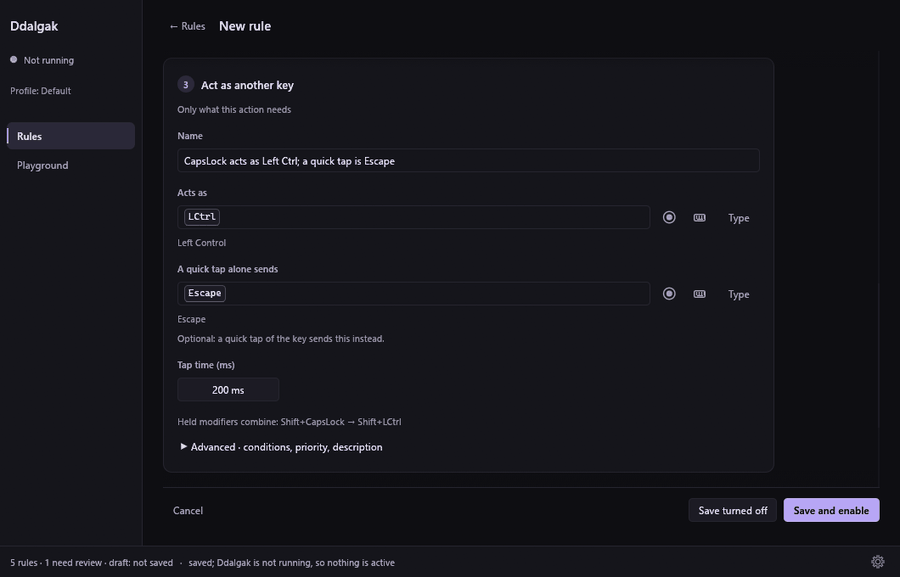 Ddalgak
← Rules New rule
Not running
Profile: Default
Rules
Playground
3 Act as another key
Only what this action needs
Name
CapsLock acts as Left Ctrl; a quick tap is Escape
Acts as
LCtrl Type
Left Control
A quick tap alone sends
Escape Type
Escape
Optional: a quick tap of the key sends this instead.
Tap time (ms)
200 ms
Held modifiers combine: Shift+CapsLock → Shift+LCtrl
▶ Advanced · conditions, priority, description
Cancel Save turned off Save and enable
5 rules · 1 need review · draft: not saved · saved; Ddalgak is not running, so nothing is active